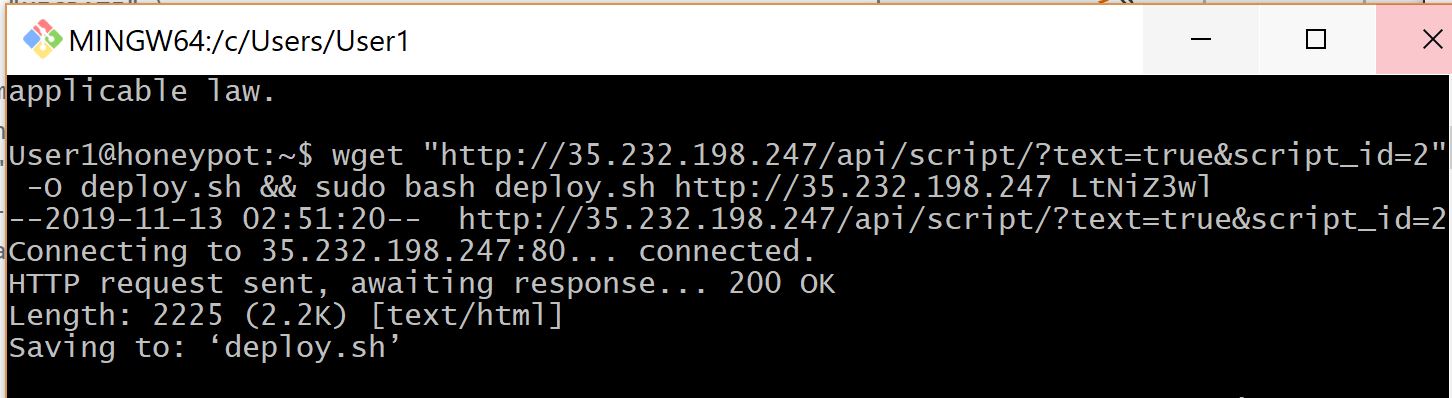 MINGW64:/c/Users/User1
applicable law.
User1@honeypot:~$ wget "http://35.232.198.247/api/script/?text=true&script_id=2"
-O deploy.sh && sudo bash deploy.sh http://35.232.198.247 LtNiZ3wl
--2019-11-13 02:51:20--  http://35.232.198.247/api/script/?text=true&script_id=2
Connecting to 35.232.198.247:80... connected.
HTTP request sent, awaiting response... 200 OK
Length: 2225 (2.2K) [text/html]
Saving to: ‘deploy.sh’